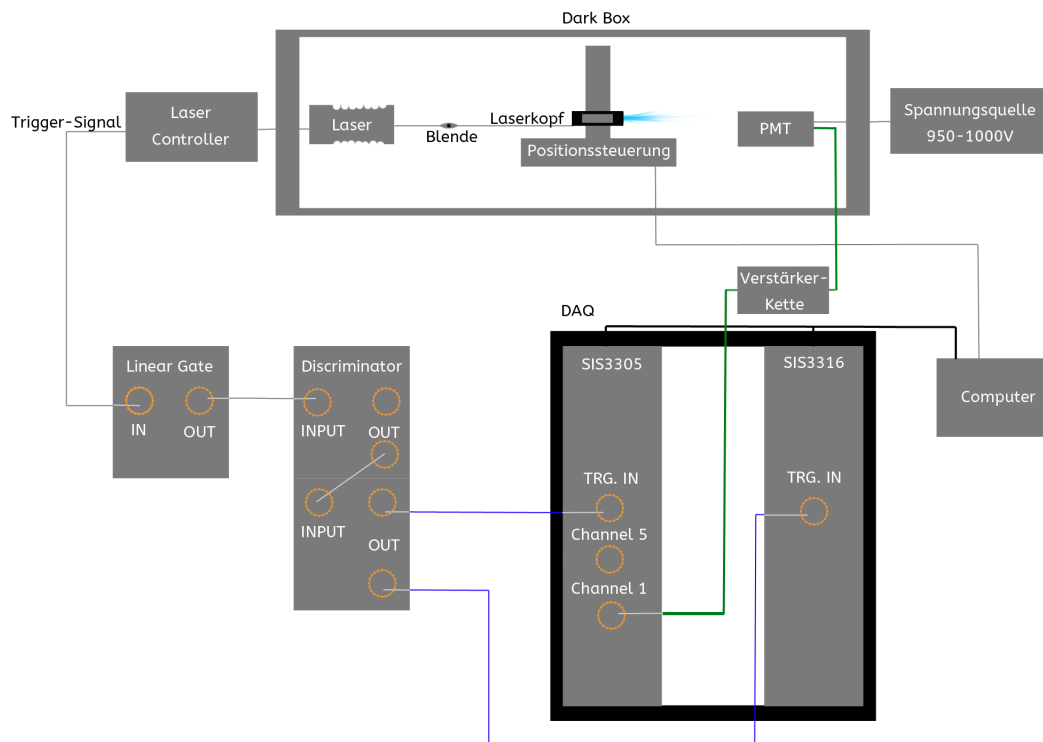 Dark Box
Trigger-Signal
Laser
Controller
Laser
Blende
Laserkopf
Positionssteuerung
PMT
Spannungsquelle
950-1000V
Verstärker-
Kette
DAQ
Linear Gate
IN
OUT
Discriminator
INPUT
OUT
INPUT
OUT
SIS3305
TRG. IN
Channel 5
Channel 1
SIS3316
TRG. IN
Computer